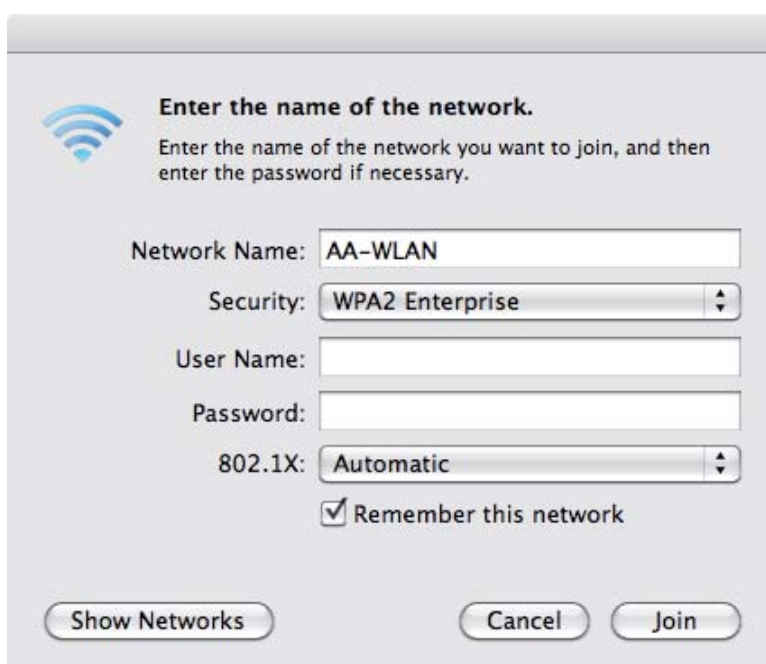 Enter the name of the network.
Enter the name of the network you want to join, and then
enter the password if necessary.
Network Name: AA-WLAN
Security: WPA2 Enterprise
User Name:
Password:
802.1X: Automatic
Remember this network
Show Networks Cancel Join